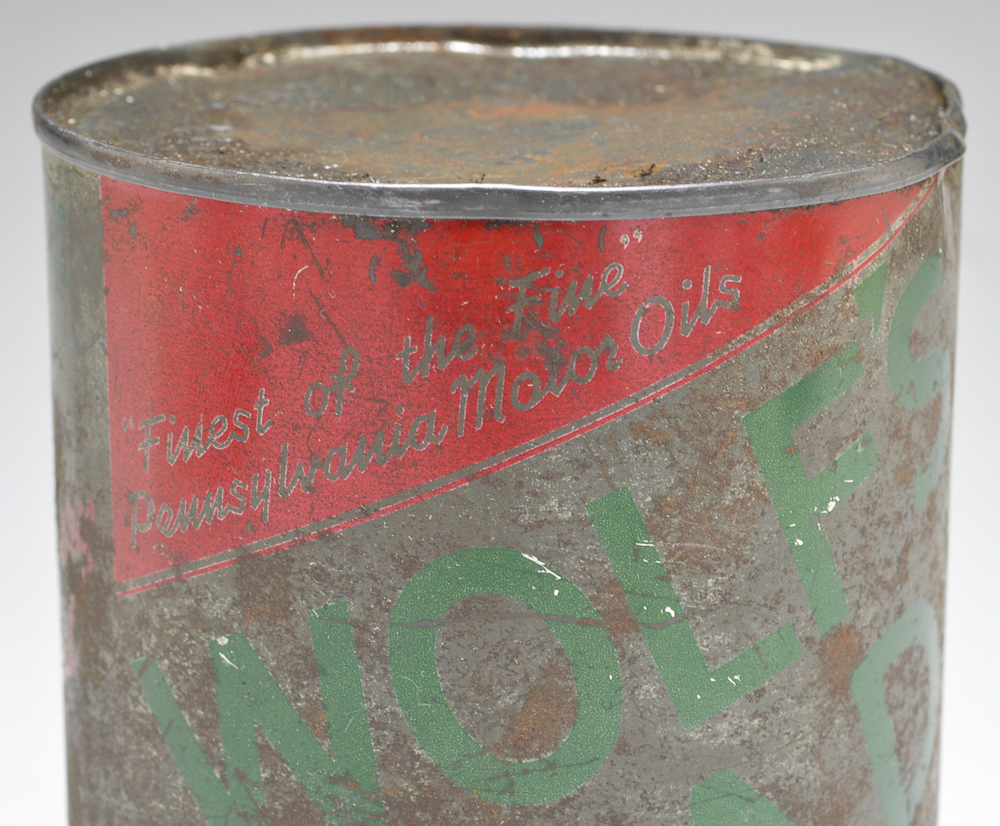 "Finest of the Fine"
Pennsylvania Motor Oils
WOLF'S